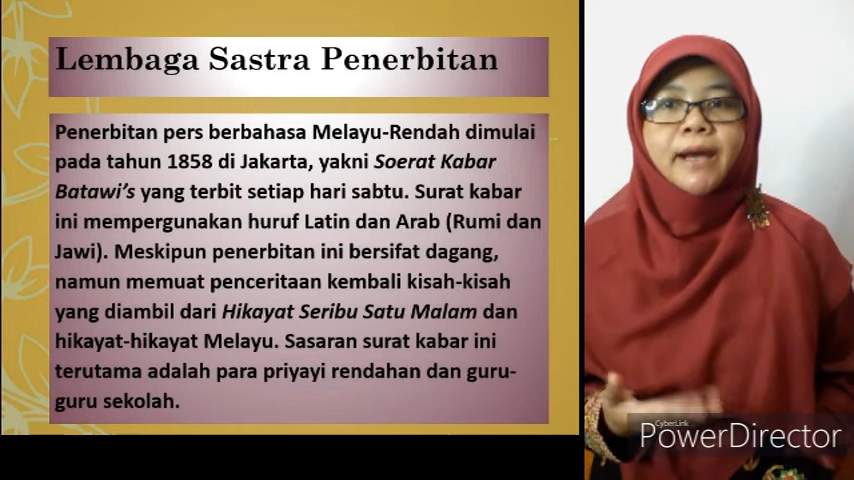 Lembaga Sastra Penerbitan
Penerbitan pers berbahasa Melayu-Rendah dimulai
pada tahun 1858 di Jakarta, yakni Soerat Kabar
Batawi’s yang terbit setiap hari sabtu. Surat kabar
ini mempergunakan huruf Latin dan Arab (Rumi dan
Jawi). Meskipun penerbitan ini bersifat dagang,
namun memuat penceritaan kembali kisah-kisah
yang diambil dari Hikayat Seribu Satu Malam dan
hikayat-hikayat Melayu. Sasaran surat kabar ini
terutama adalah para priyayi rendahan dan guru-
guru sekolah.
CyberLink
PowerDirector